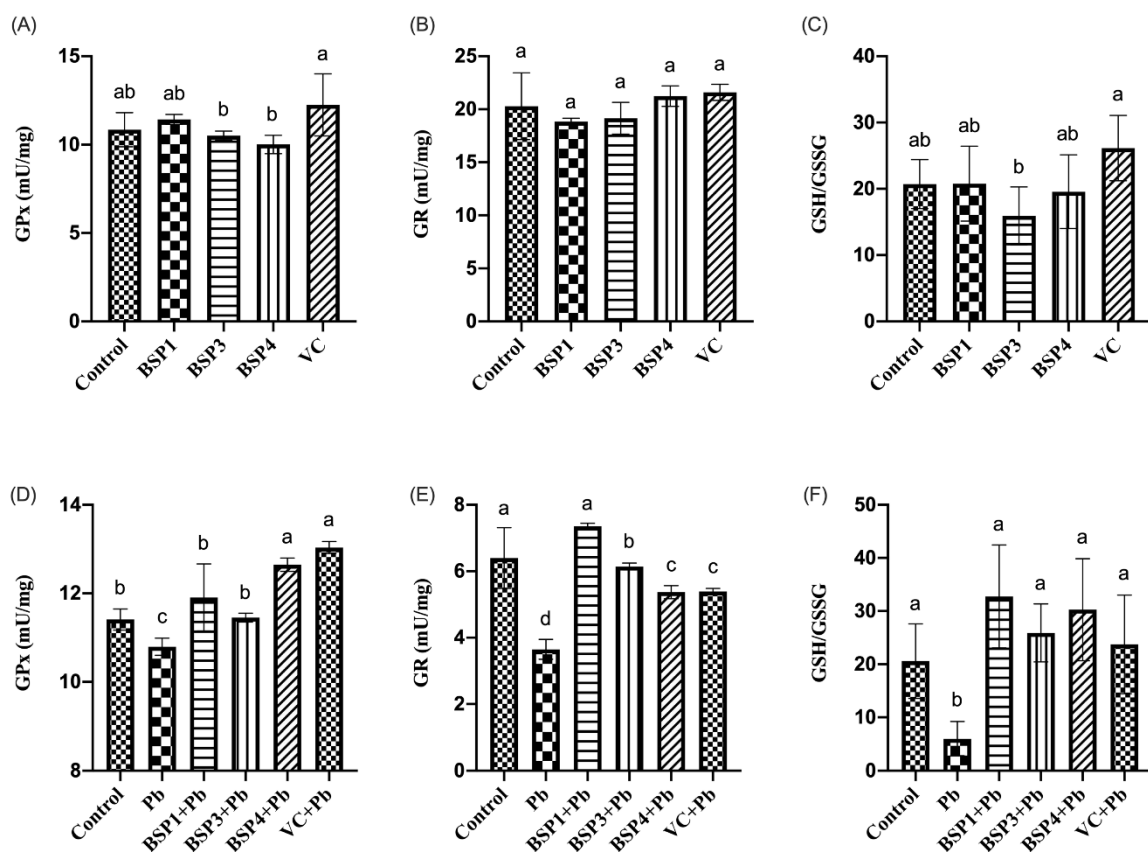 (A)
GPx (mU/mg)
15
10
5
0
ab
ab
b
b
a
Control
BSP1
BSP3
BSP4
VC
(B)
GR (mU/mg)
25
20
15
10
5
0
a
a
a
a
a
Control
BSP1
BSP3
BSP4
VC
(C)
GSH/GSSG
40
30
20
10
0
ab
ab
b
ab
a
Control
BSP1
BSP3
BSP4
VC
(D)
GPx (mU/mg)
14
12
10
8
b
c
b
b
a
a
Control
Pb
BSP1+Pb
BSP3+Pb
BSP4+Pb
VC+Pb
(E)
GR (mU/mg)
8
6
4
2
0
a
d
a
b
c
c
Control
Pb
BSP1+Pb
BSP3+Pb
BSP4+Pb
VC+Pb
(F)
GSH/GSSG
50
40
30
20
10
0
a
b
a
a
a
a
Control
Pb
BSP1+Pb
BSP3+Pb
BSP4+Pb
VC+Pb